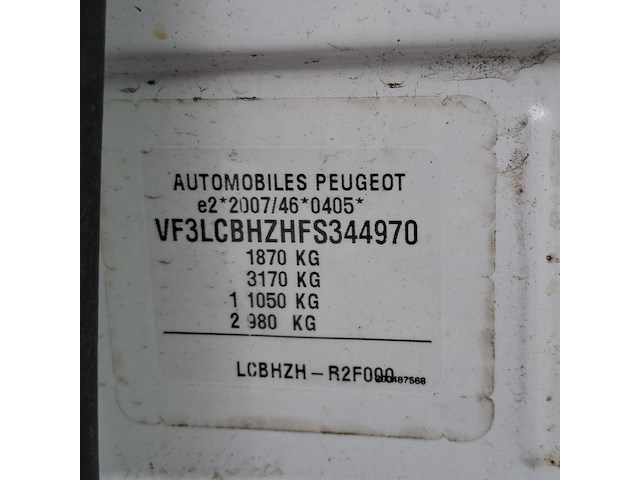 AUTOMOBILES PEUGEOT
e2*2007/46*0405*
VF3LCBHZHFS344970
1870 KG
3170 KG
1 1050 KG
2 980 KG
LCBHZH-R2F000